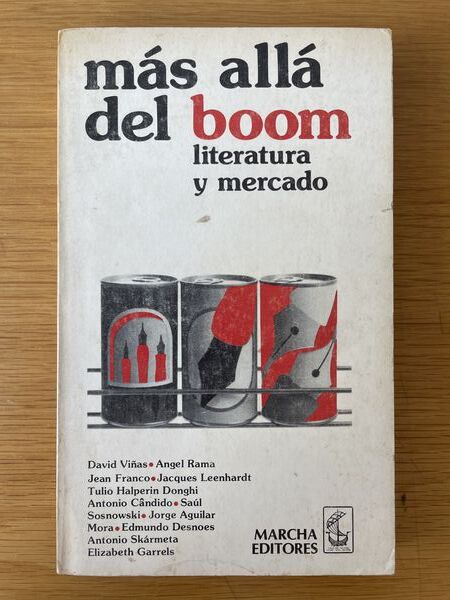 más allá
del boom
literatura
y mercado
David Viñas • Angel Rama
Jean Franco • Jacques Leenhardt
Tulio Halperin Donghi
Antonio Cândido • Saúl
Sosnowski • Jorge Aguilar
Mora • Edmundo Desnoes
Antonio Skármeta
Elizabeth Garrels
MARCHA
EDITORES